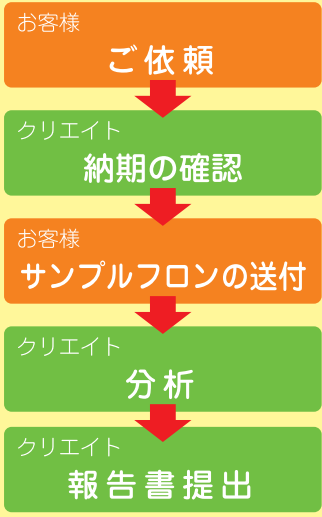 お客様
ご依頼
クリエイト
納期の確認
お客様
サンプルフロンの送付
クリエイト
分析
クリエイト
報告書提出